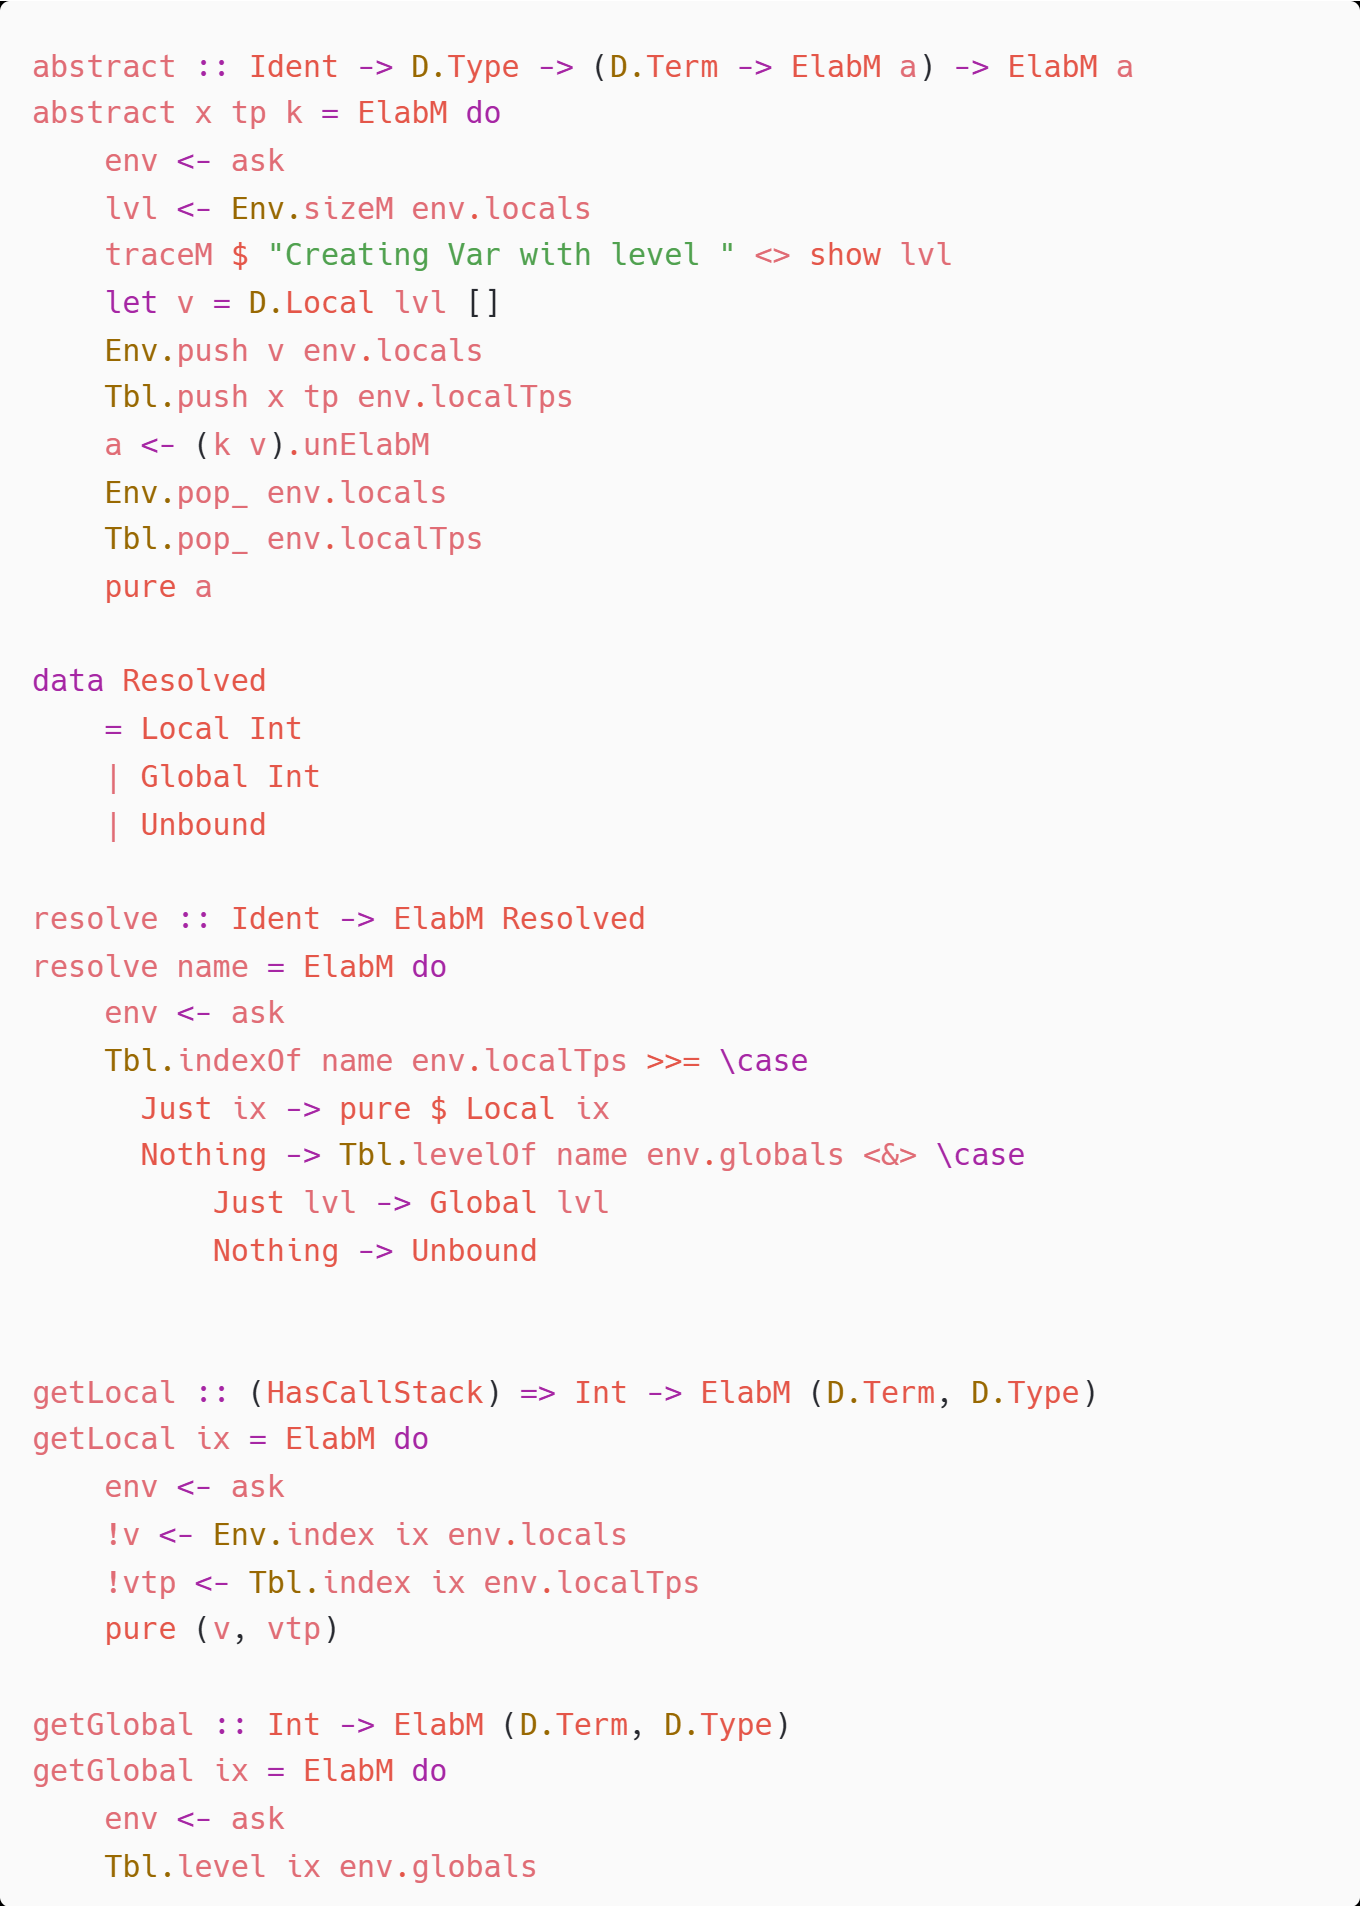 abstract :: Ident -> D.Type -> (D.Term -> ElabM a) -> ElabM a
abstract x tp k = ElabM do
    env <- ask
    lvl <- Env.sizeM env.locals
    traceM $ "Creating Var with level " <> show lvl
    let v = D.Local lvl []
    Env.push v env.locals
    Tbl.push x tp env.localTps
    a <- (k v).unElabM
    Env.pop_ env.locals
    Tbl.pop_ env.localTps
    pure a

data Resolved
    = Local Int
    | Global Int
    | Unbound

resolve :: Ident -> ElabM Resolved
resolve name = ElabM do
    env <- ask
    Tbl.indexOf name env.localTps >>= \case
      Just ix -> pure $ Local ix
      Nothing -> Tbl.levelOf name env.globals <&> \case
          Just lvl -> Global lvl
          Nothing -> Unbound


getLocal :: (HasCallStack) => Int -> ElabM (D.Term, D.Type)
getLocal ix = ElabM do
    env <- ask
    !v <- Env.index ix env.locals
    !vtp <- Tbl.index ix env.localTps
    pure (v, vtp)

getGlobal :: Int -> ElabM (D.Term, D.Type)
getGlobal ix = ElabM do
    env <- ask
    Tbl.level ix env.globals